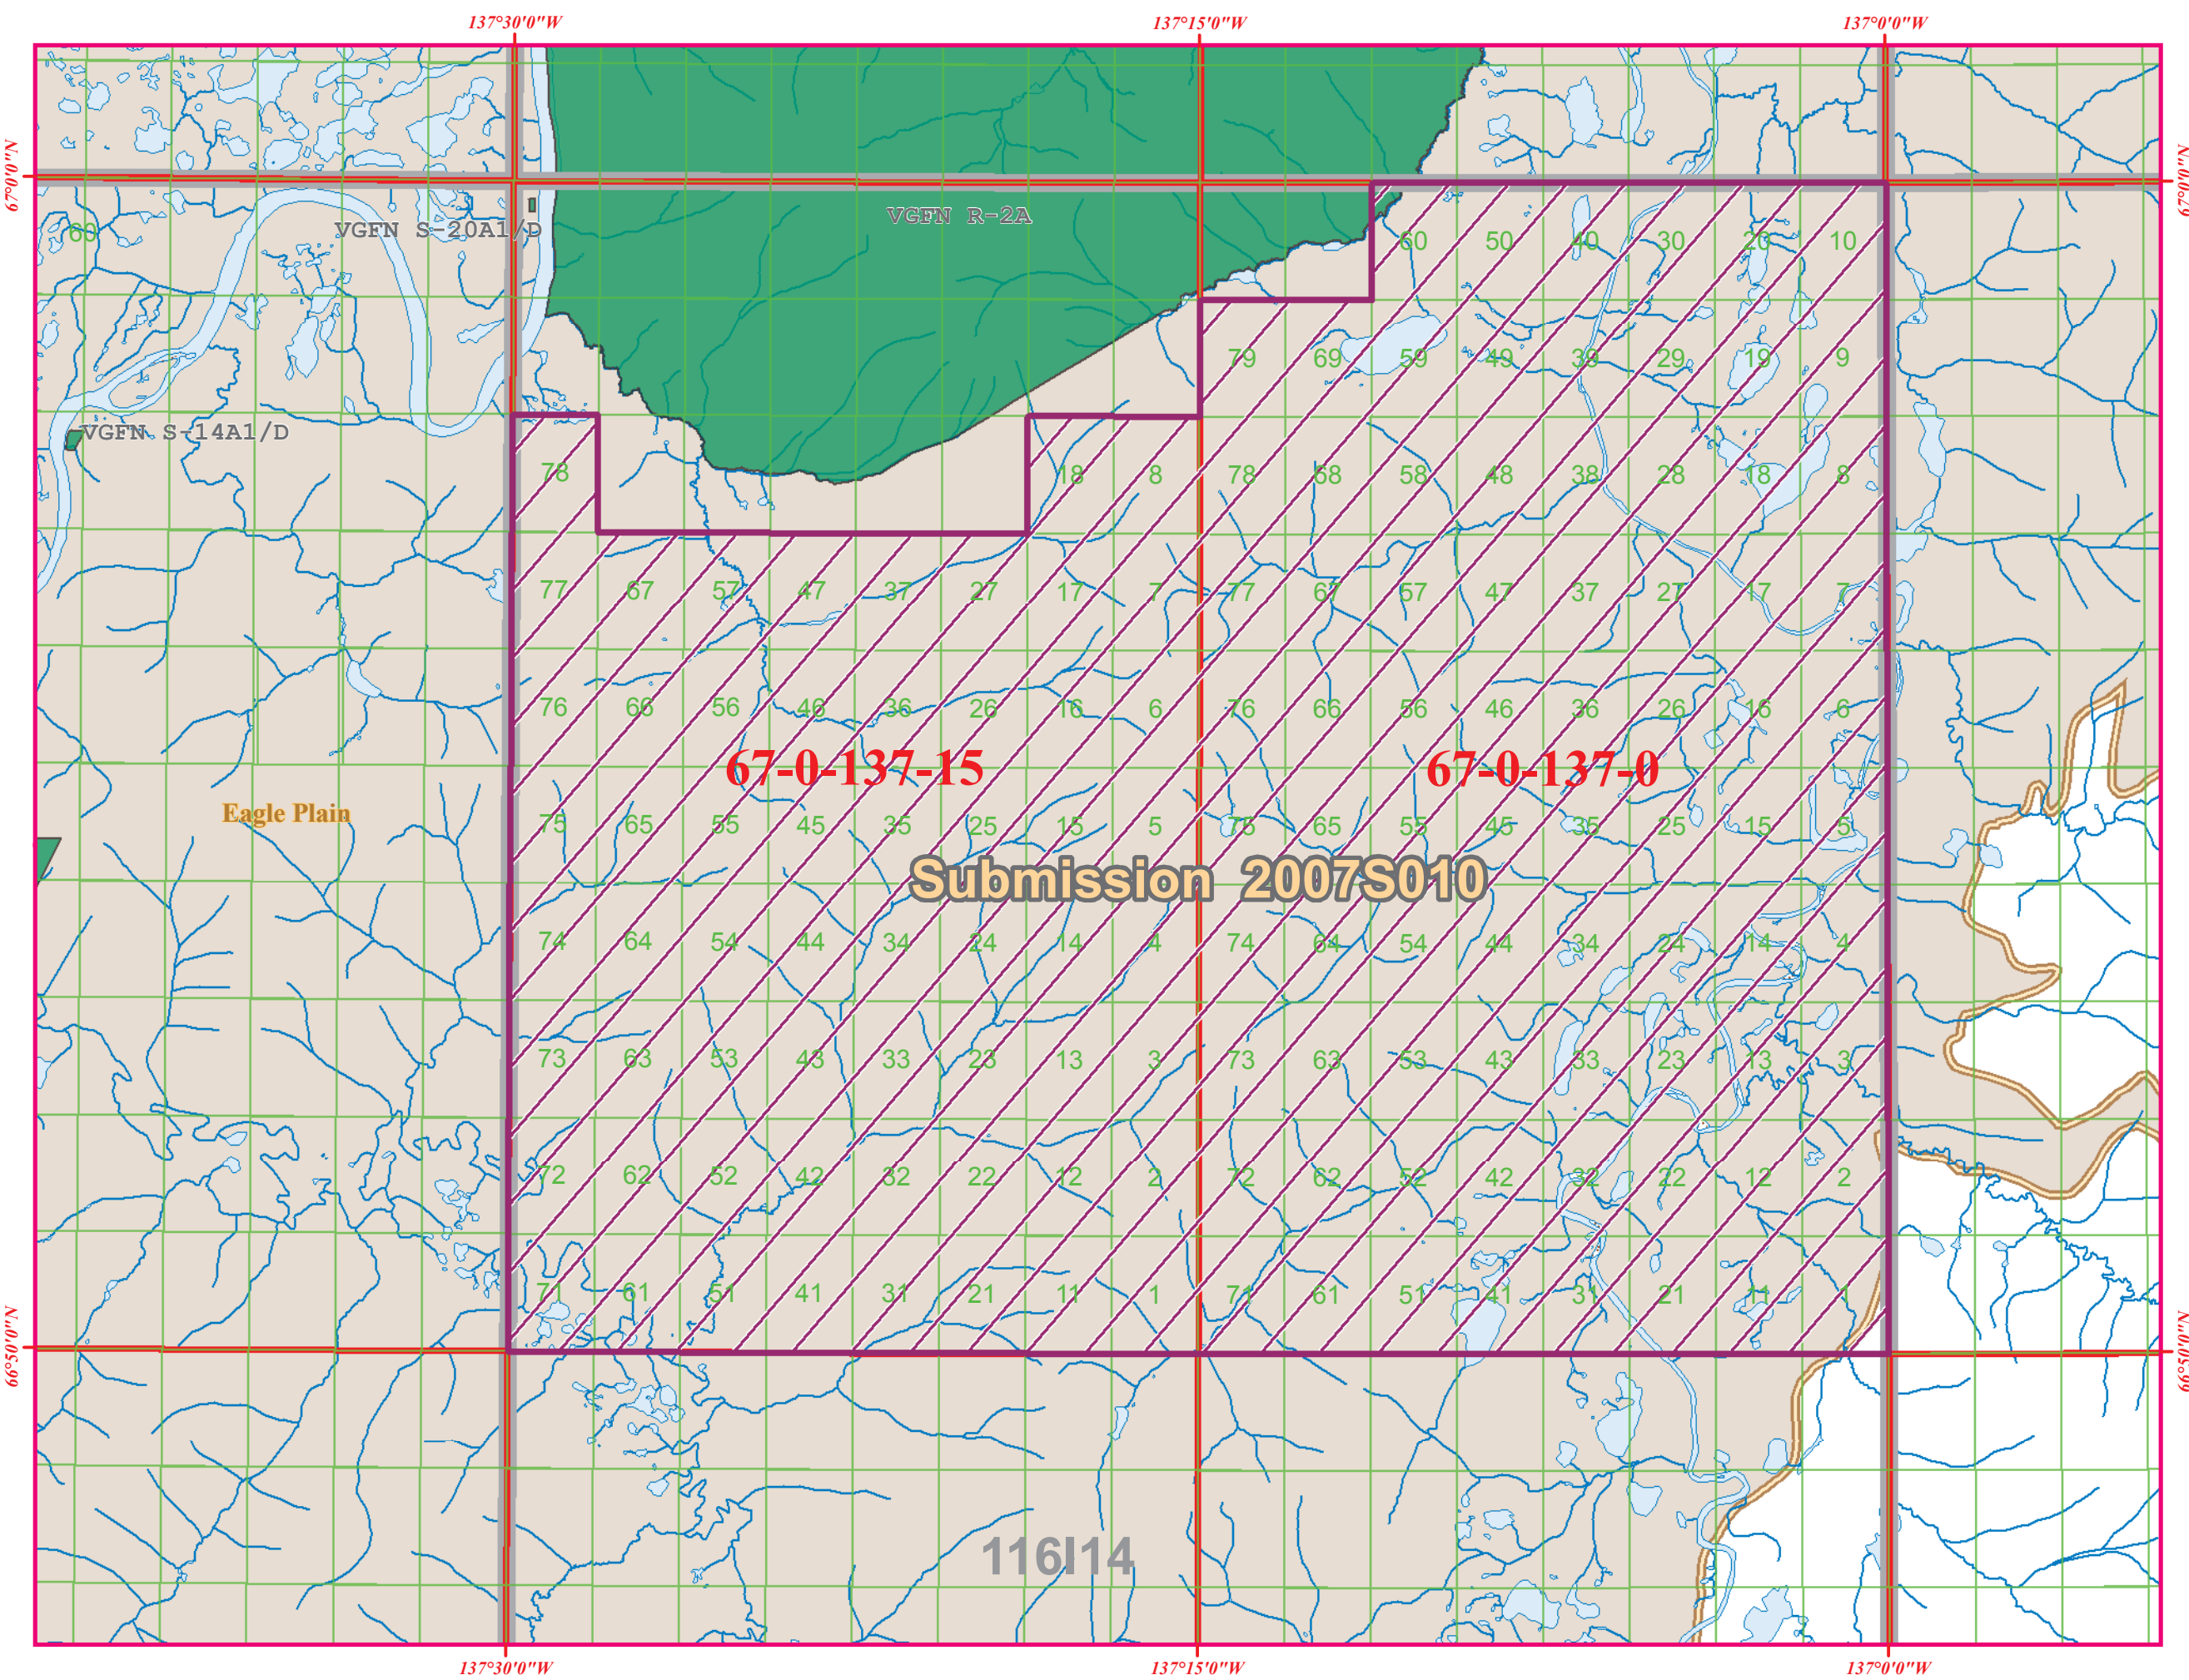 137°30'0"W 137°15'0"W 137°0'0"W
67°0'0"N 67°0'0"N
VGFN R-2A
VGFN S-20A1/D
60
60 50 40 30 20 10
79 69 59 49 39 29 19 9
VGFN S-14A1/D
78 18 8 78 68 58 48 38 28 18 8
77 67 57 47 37 27 17 7 77 67 57 47 37 27 17 7
76 66 56 46 36 26 16 6 76 66 56 46 36 26 16 6
67-0-137-15 67-0-137-0
Eagle Plain
75 65 55 45 35 25 15 5 75 65 55 45 35 25 15 5
Submission 2007S010
74 64 54 44 34 24 14 4 74 64 54 44 34 24 14 4
73 63 53 43 33 23 13 3 73 63 53 43 33 23 13 3
72 62 52 42 32 22 12 2 72 62 52 42 32 22 12 2
71 61 51 41 31 21 11 1 71 61 51 41 31 21 11 1
66°50'0"N 66°50'0"N
116I14
137°30'0"W 137°15'0"W 137°0'0"W